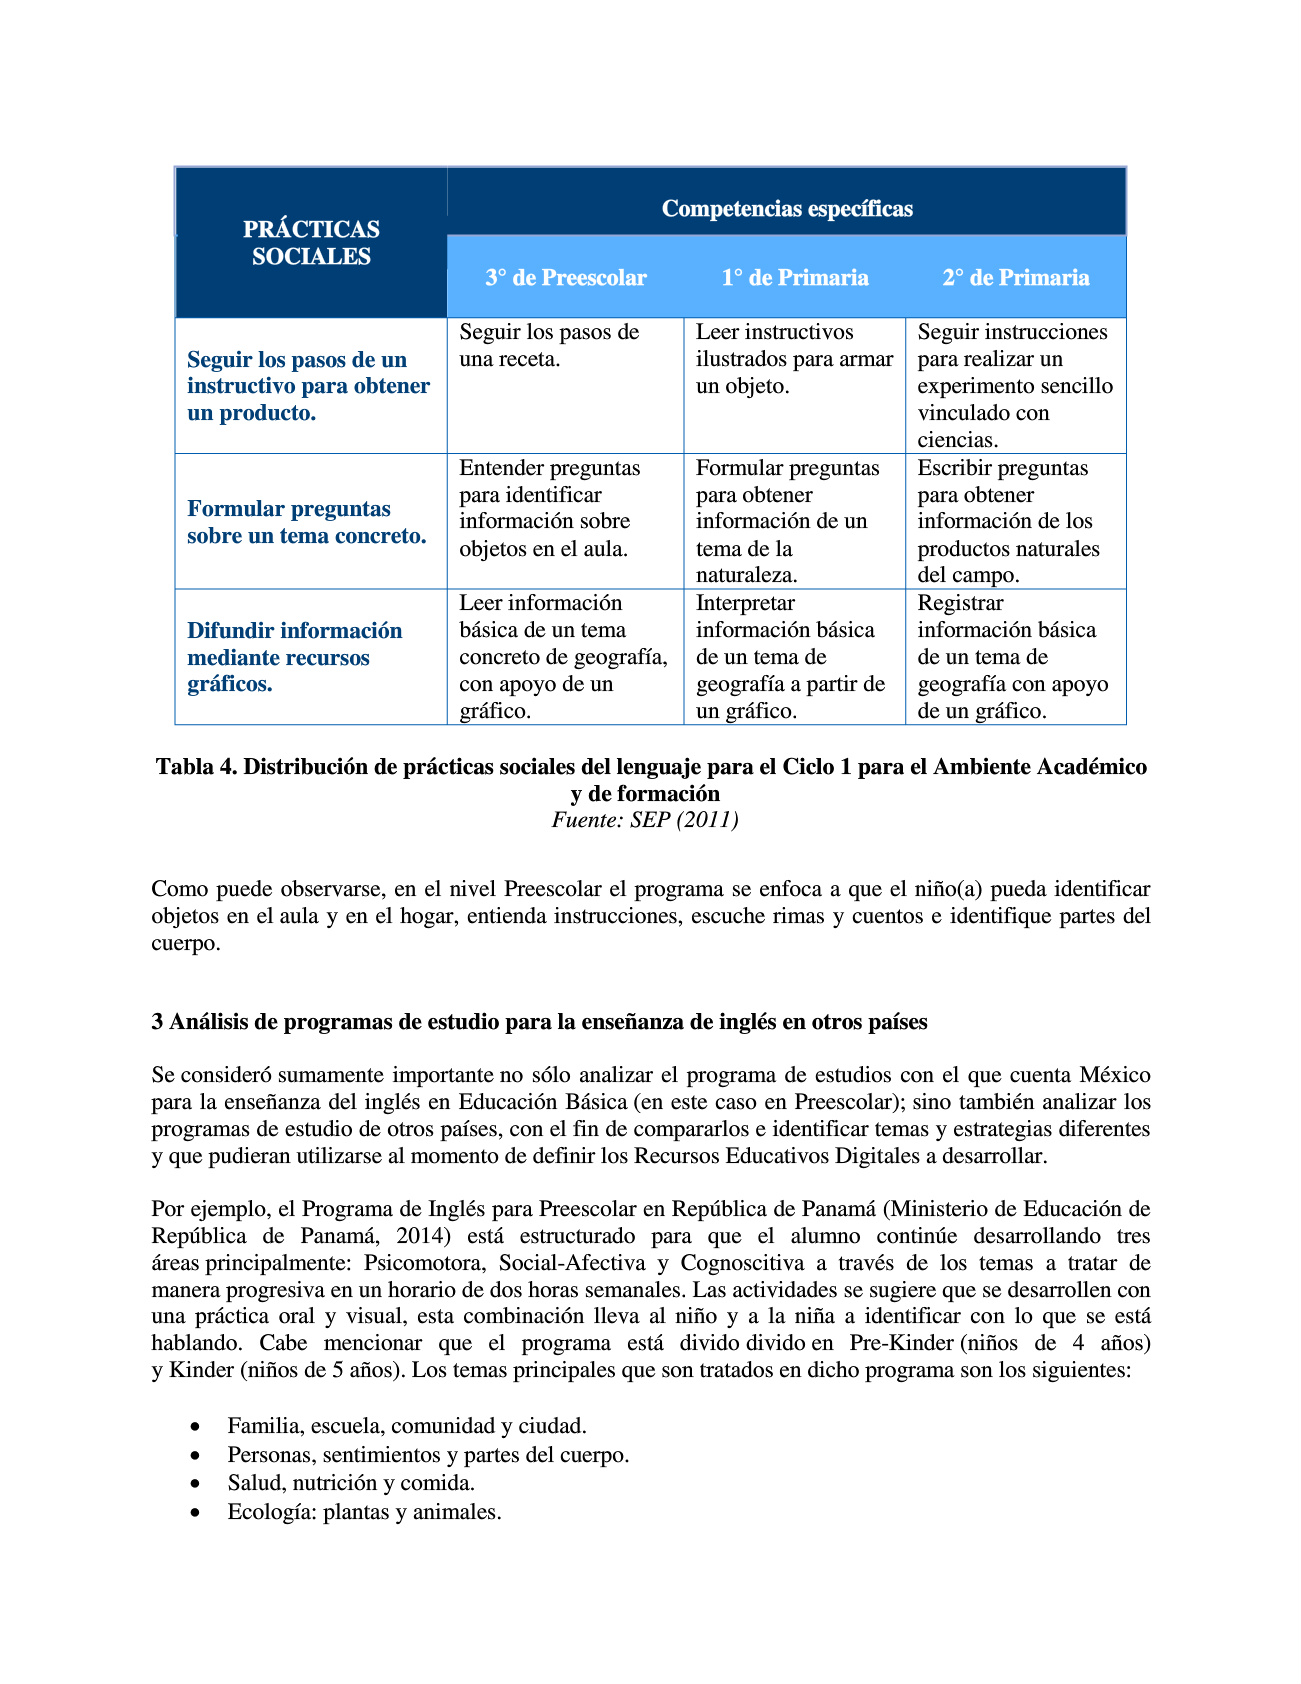 PRÁCTICAS
SOCIALES
Competencias específicas
3° de Preescolar
1° de Primaria
2° de Primaria
Seguir los pasos de un
instructivo para obtener
un producto.
Seguir los pasos de
una receta.
Leer instructivos
ilustrados para armar
un objeto.
Seguir instrucciones
para realizar un
experimento sencillo
vinculado con
ciencias.
Formular preguntas
sobre un tema concreto.
Entender preguntas
para identificar
información sobre
objetos en el aula.
Formular preguntas
para obtener
información de un
tema de la
naturaleza.
Escribir preguntas
para obtener
información de los
productos naturales
del campo.
Difundir información
mediante recursos
gráficos.
Leer información
básica de un tema
concreto de geografía,
con apoyo de un
gráfico.
Interpretar
información básica
de un tema de
geografía a partir de
un gráfico.
Registrar
información básica
de un tema de
geografía con apoyo
de un gráfico.
Tabla 4. Distribución de prácticas sociales del lenguaje para el Ciclo 1 para el Ambiente Académico
y de formación
Fuente: SEP (2011)
Como puede observarse, en el nivel Preescolar el programa se enfoca a que el niño(a) pueda identificar
objetos en el aula y en el hogar, entienda instrucciones, escuche rimas y cuentos e identifique partes del
cuerpo.
3 Análisis de programas de estudio para la enseñanza de inglés en otros países
Se consideró sumamente importante no sólo analizar el programa de estudios con el que cuenta México
para la enseñanza del inglés en Educación Básica (en este caso en Preescolar); sino también analizar los
programas de estudio de otros países, con el fin de compararlos e identificar temas y estrategias diferentes
y que pudieran utilizarse al momento de definir los Recursos Educativos Digitales a desarrollar.
Por ejemplo, el Programa de Inglés para Preescolar en República de Panamá (Ministerio de Educación de
República de Panamá, 2014) está estructurado para que el alumno continúe desarrollando tres
áreas principalmente: Psicomotora, Social-Afectiva y Cognoscitiva a través de los temas a tratar de
manera progresiva en un horario de dos horas semanales. Las actividades se sugiere que se desarrollen con
una práctica oral y visual, esta combinación lleva al niño y a la niña a identificar con lo que se está
hablando. Cabe mencionar que el programa está divido divido en Pre-Kinder (niños de 4 años)
y Kinder (niños de 5 años). Los temas principales que son tratados en dicho programa son los siguientes:
• Familia, escuela, comunidad y ciudad.
• Personas, sentimientos y partes del cuerpo.
• Salud, nutrición y comida.
• Ecología: plantas y animales.